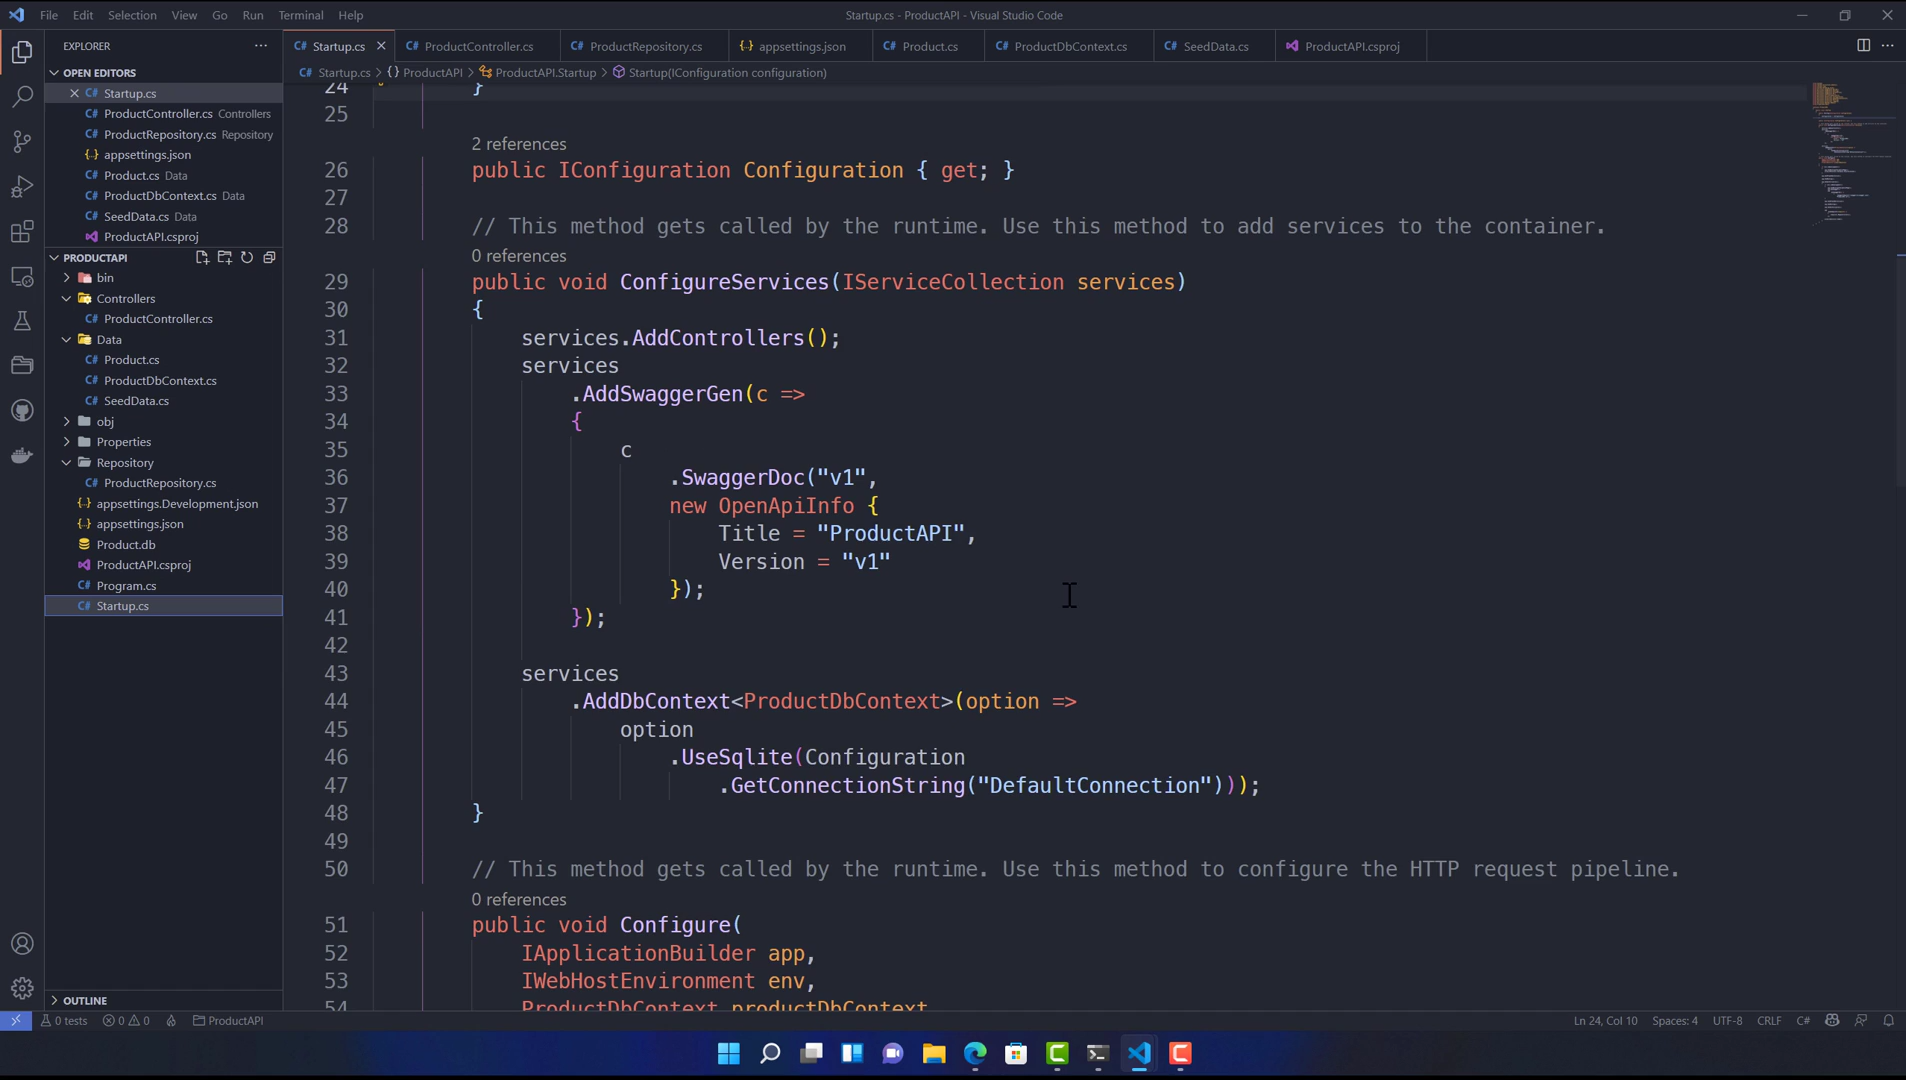 File Edit Selection View Go Run Terminal Help
Startup.cs - ProductAPI - Visual Studio Code
EXPLORER
OPEN EDITORS
Startup.cs
ProductController.cs Controllers
ProductRepository.cs Repository
appsettings.json
Product.cs Data
ProductDbContext.cs Data
SeedData.cs Data
ProductAPI.csproj
PRODUCTAPI
bin
Controllers
ProductController.cs
Data
Product.cs
ProductDbContext.cs
SeedData.cs
obj
Properties
Repository
ProductRepository.cs
appsettings.Development.json
appsettings.json
Product.db
ProductAPI.csproj
Program.cs
Startup.cs
OUTLINE
Startup.cs ProductController.cs ProductRepository.cs appsettings.json Product.cs ProductDbContext.cs SeedData.cs ProductAPI.csproj
Startup.cs > {} ProductAPI > ProductAPI.Startup > Startup(IConfiguration configuration)
24 }
25
2 references
26 public IConfiguration Configuration { get; }
27
28 // This method gets called by the runtime. Use this method to add services to the container.
0 references
29 public void ConfigureServices(IServiceCollection services)
30 {
31 services.AddControllers();
32 services
33 .AddSwaggerGen(c =>
34 {
35 c
36 .SwaggerDoc("v1",
37 new OpenApiInfo {
38 Title = "ProductAPI",
39 Version = "v1"
40 });
41 });
42
43 services
44 .AddDbContext<ProductDbContext>(option =>
45 option
46 .UseSqlite(Configuration
47 .GetConnectionString("DefaultConnection")));
48 }
49
50 // This method gets called by the runtime. Use this method to configure the HTTP request pipeline.
0 references
51 public void Configure(
52 IApplicationBuilder app,
53 IWebHostEnvironment env,
54 ProductDbContext productDbContext
0 tests 0 0 ProductAPI
Ln 24, Col 10 Spaces: 4 UTF-8 CRLF C#